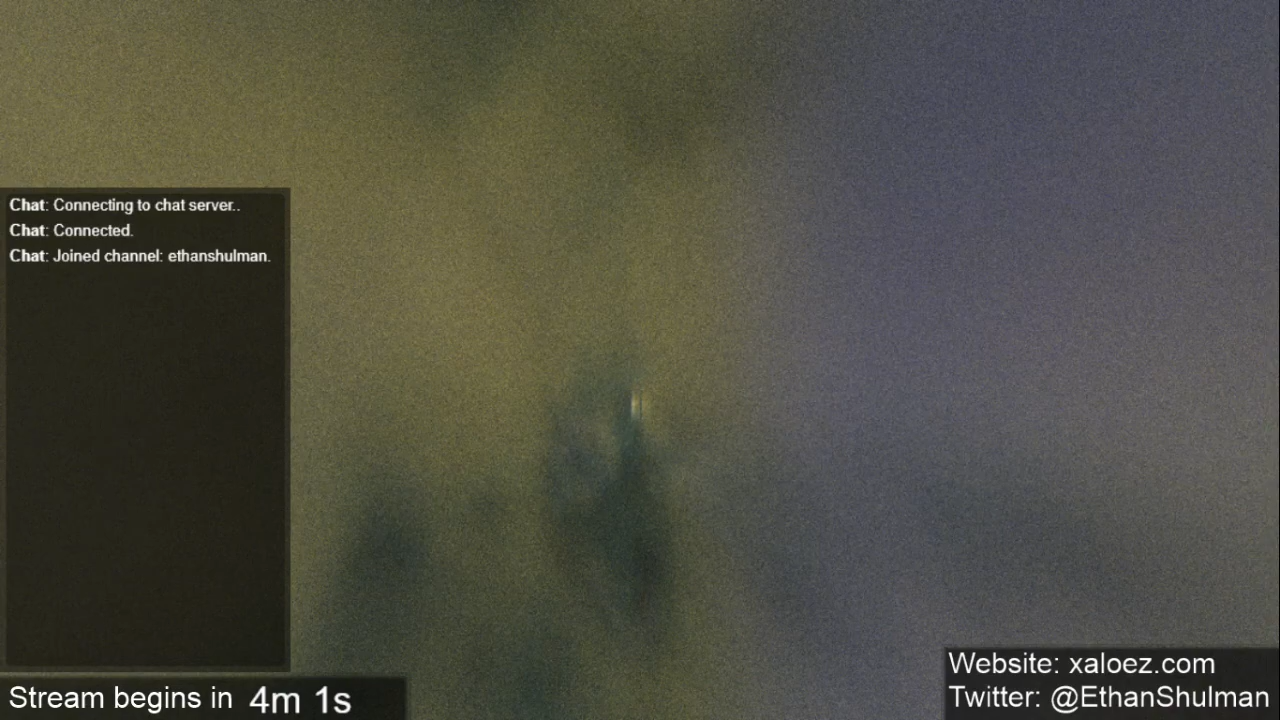 Chat: Connecting to chat server..
Chat: Connected.
Chat: Joined channel: ethanshulman.
Stream begins in 4m 1s
Website: xaloez.com
Twitter: @EthanShulman